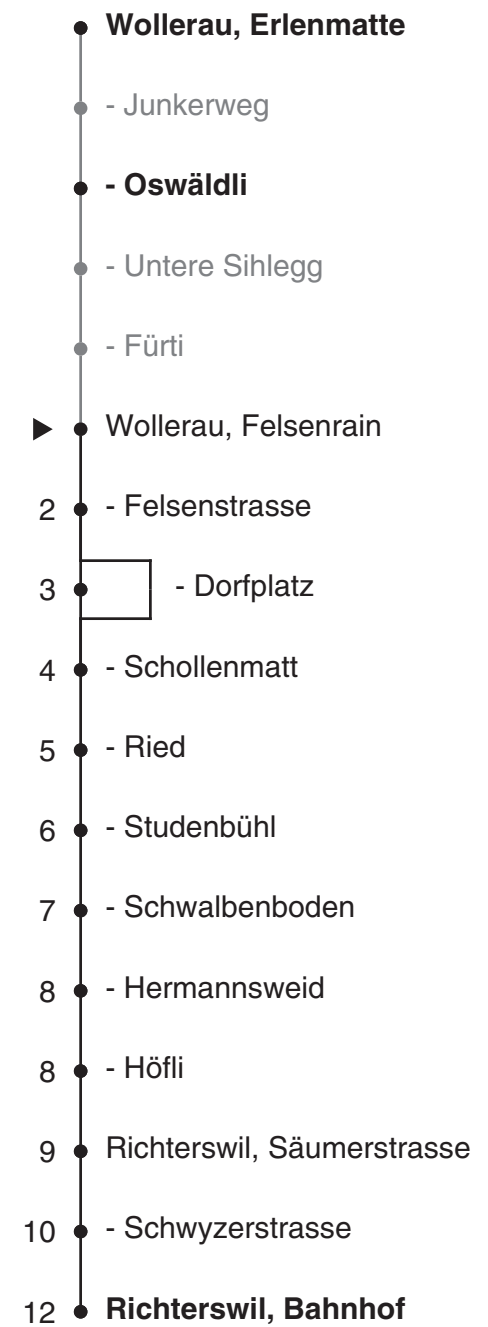 Wollerau, Erlenmatte
- Junkerweg
- Oswäldli
- Untere Sihlegg
- Fürti
Wollerau, Felsenrain
2 - Felsenstrasse
3 - Dorfplatz
4 - Schollenmatt
5 - Ried
6 - Studenbühl
7 - Schwalbenboden
8 - Hermannsweid
8 - Höfli
9 Richterswil, Säumerstrasse
10 - Schwyzerstrasse
12 Richterswil, Bahnhof